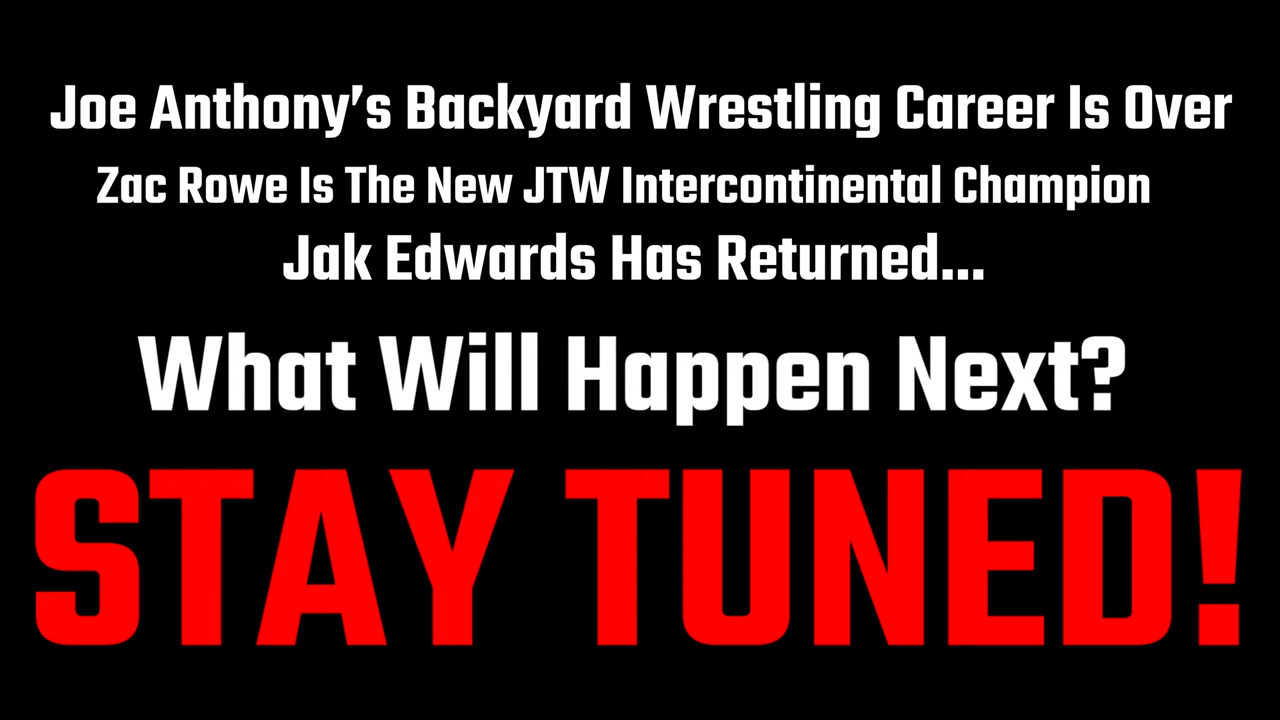 Joe Anthony’s Backyard Wrestling Career Is Over
Zac Rowe Is The New JTW Intercontinental Champion
Jak Edwards Has Returned...
What Will Happen Next?
STAY TUNED!